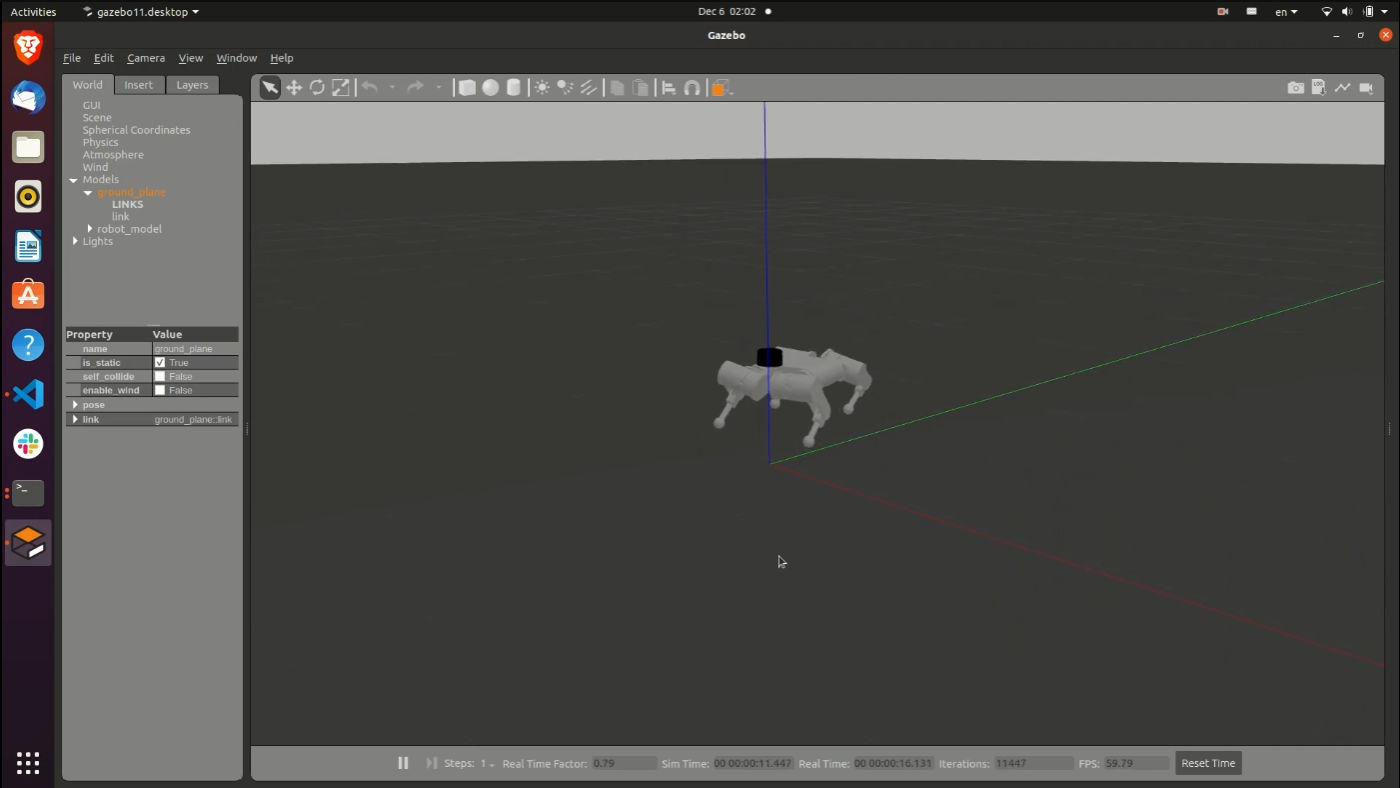 Activities gazebo11.desktop Dec 6 02:02 en
Gazebo
File Edit Camera View Window Help
World Insert Layers
GUI
Scene
Spherical Coordinates
Physics
Atmosphere
Wind
Models
ground_plane
LINKS
link
robot_model
Lights
Property Value
name ground_plane
is_static True
self_collide False
enable_wind False
pose
link ground_plane::link
Steps: 1 Real Time Factor: 0.79 Sim Time: 00 00:00:11.447 Real Time: 00 00:00:16.131 Iterations: 11447 FPS: 59.79 Reset Time